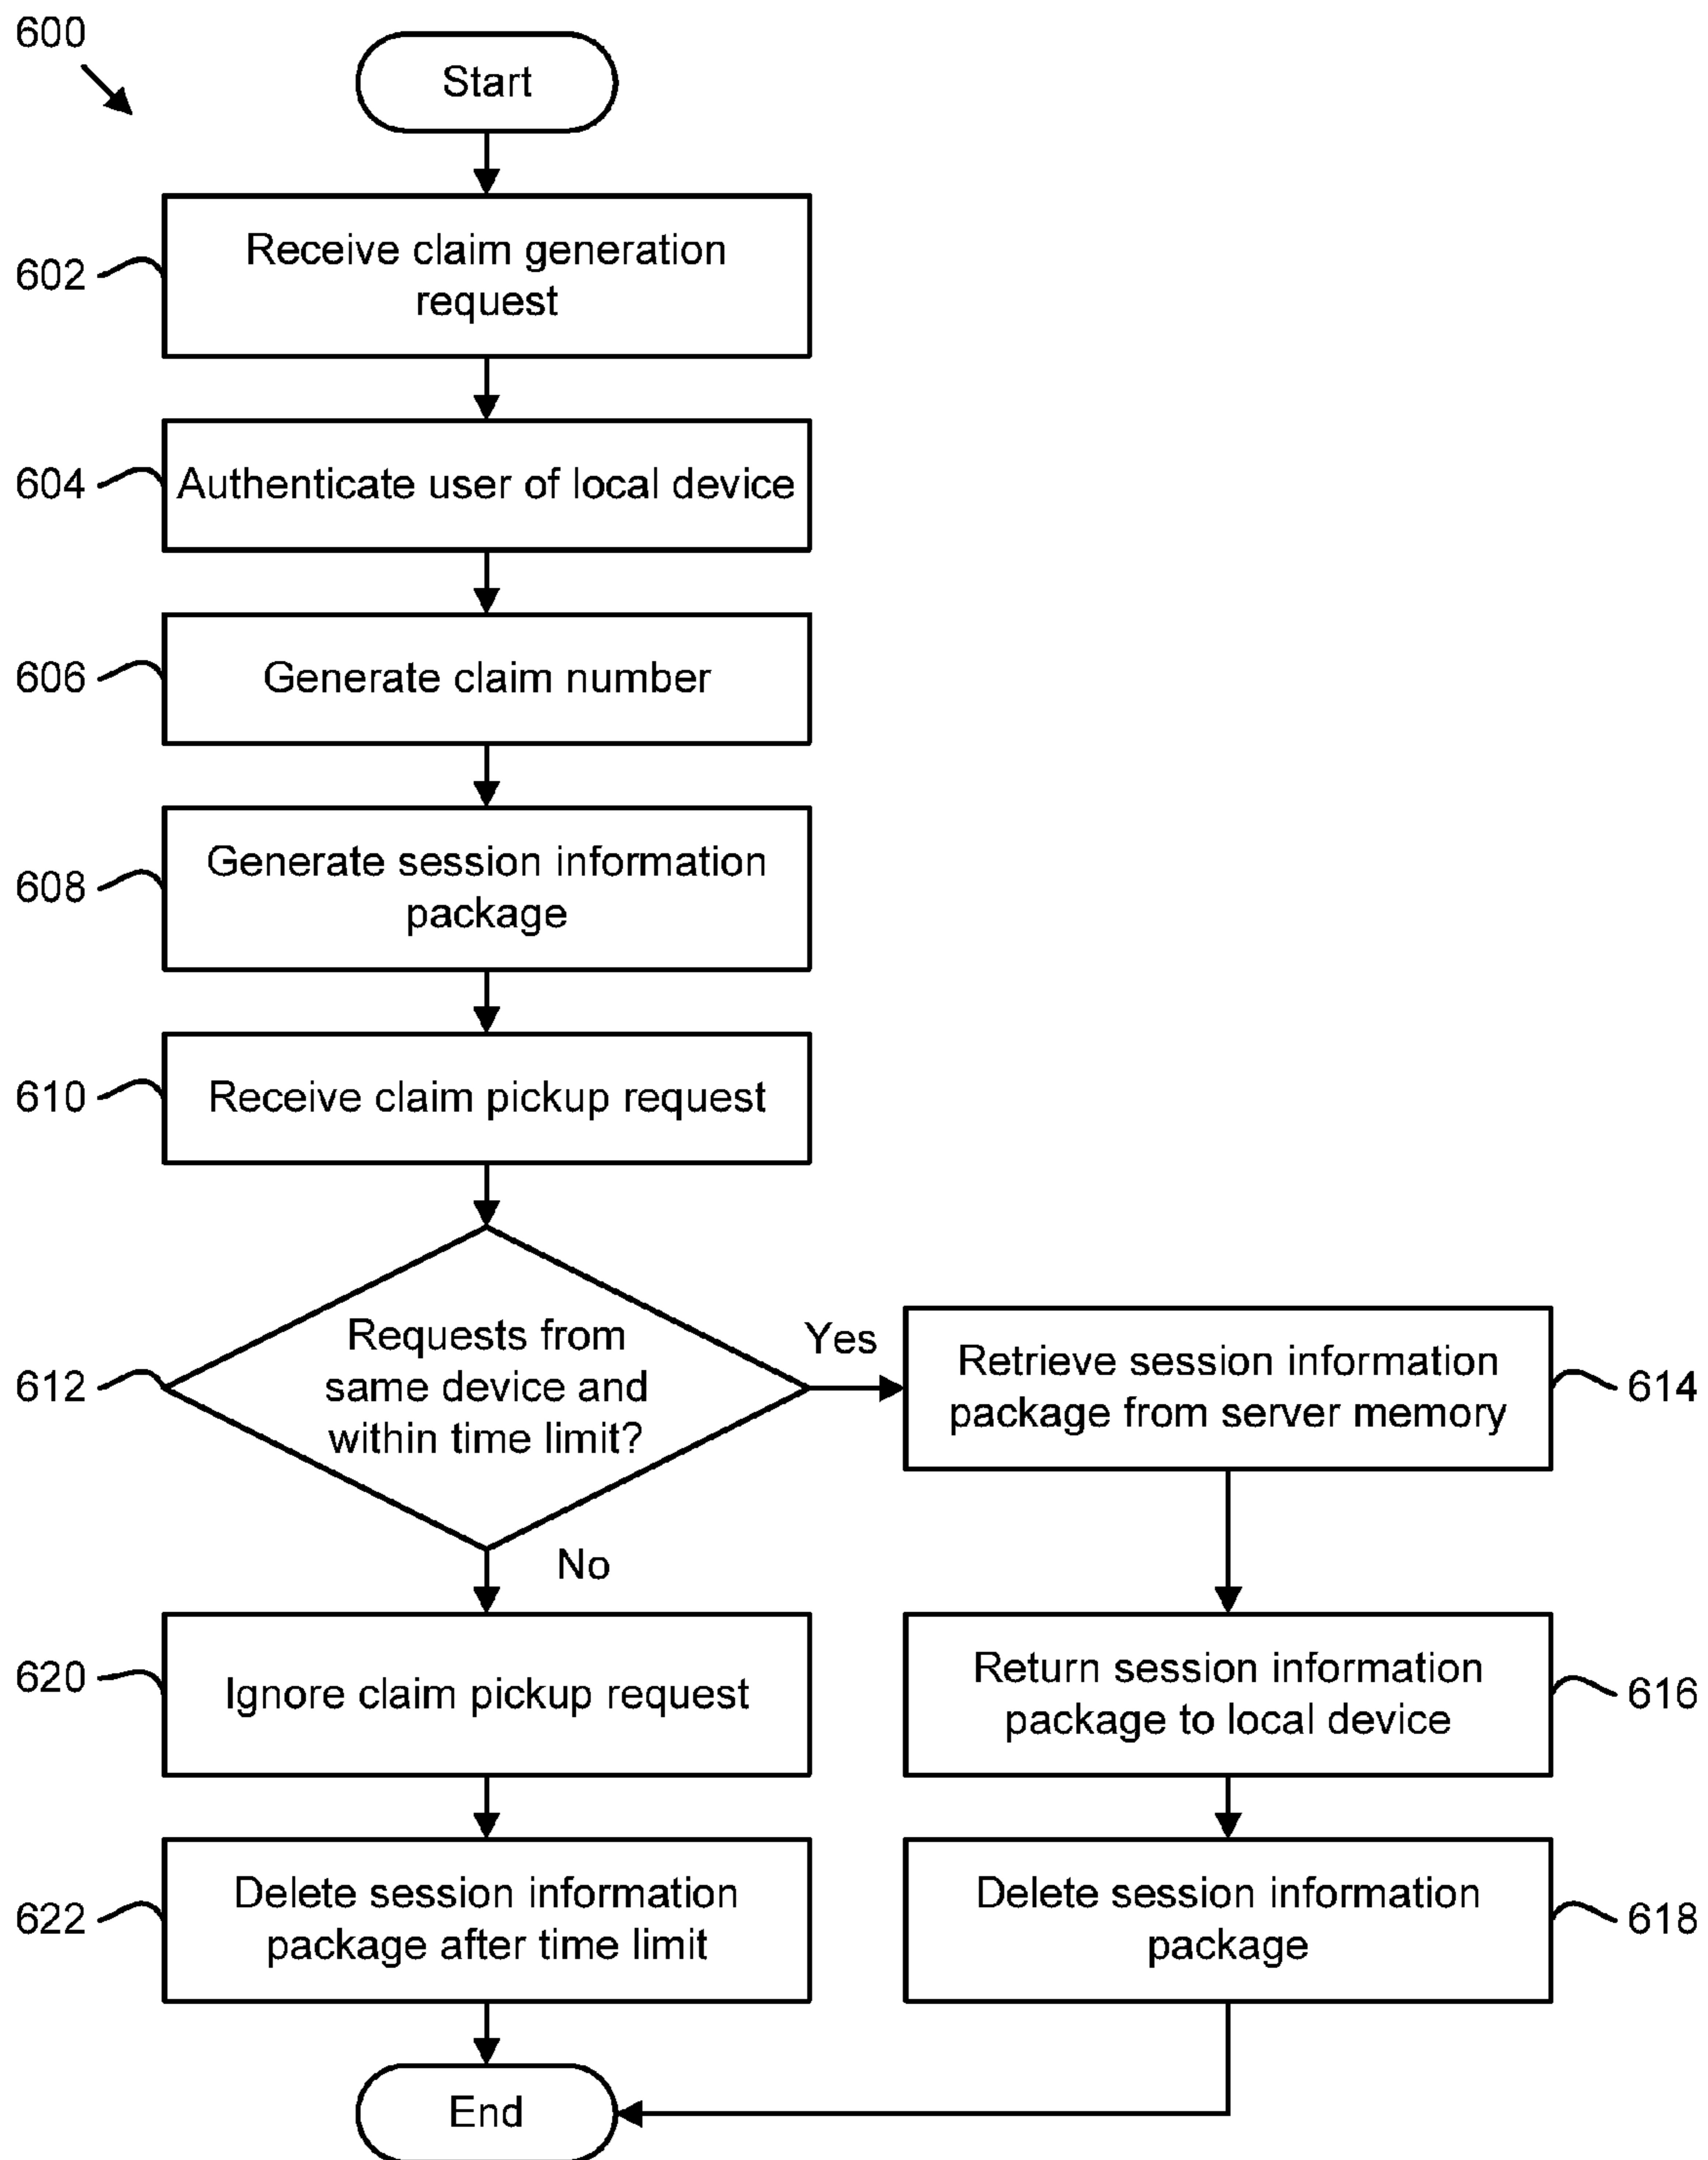 600
Start
602
Receive claim generation
request
604
Authenticate user of local device
606
Generate claim number
608
Generate session information
package
610
Receive claim pickup request
612
Requests from
same device and
within time limit?
Yes
No
Retrieve session information
package from server memory
614
Return session information
package to local device
616
Delete session information
package
618
620
Ignore claim pickup request
622
Delete session information
package after time limit
End